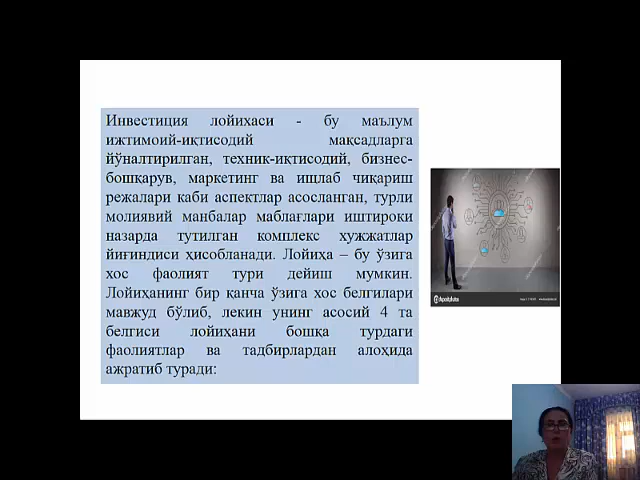 Инвестиция лойихаси - бу маълум
ижтимоий-иқтисодий мақсадларга
йўналтирилган, техник-иқтисодий, бизнес-
бошқарув, маркетинг ва ишлаб чиқариш
режалари каби аспектлар асосланган, турли
молиявий манбалар маблағлари иштироки
назарда тутилган комплекс хужжатлар
йиғиндиси ҳисобланади. Лойиҳа – бу ўзига
хос фаолият тури дейиш мумкин.
Лойиҳанинг бир қанча ўзига хос белгилари
мавжуд бўлиб, лекин унинг асосий 4 та
белгиси лойиҳани бошқа турдаги
фаолиятлар ва тадбирлардан алоҳида
ажратиб туради:
depositphotos